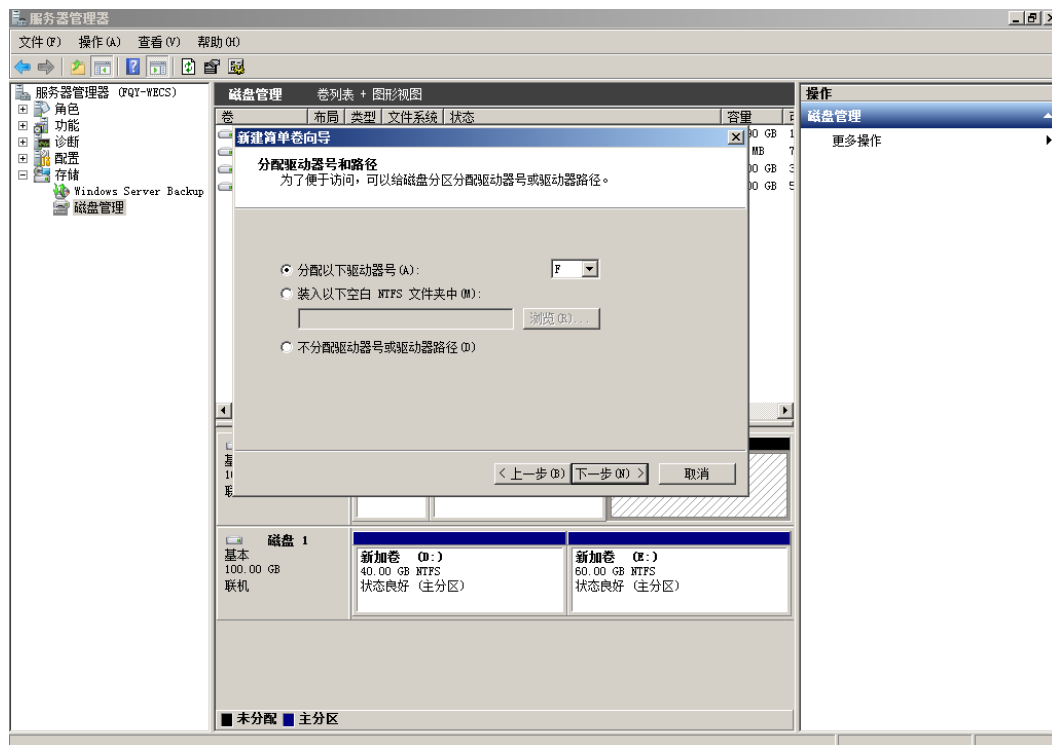 服务器管理器
文件(F) 操作(A) 查看(V) 帮助(H)
服务器管理器 (FQY-WECS)
角色
功能
诊断
配置
存储
Windows Server Backup
磁盘管理
磁盘管理 卷列表 + 图形视图
卷 布局 类型 文件系统 状态 容量
新建简单卷向导
分配驱动器号和路径
为了便于访问，可以给磁盘分区分配驱动器号或驱动器路径。
分配以下驱动器号(A): F
装入以下空白 NTFS 文件夹中(M):
浏览(R)...
不分配驱动器号或驱动器路径(D)
<上一步(B) 下一步(N) > 取消
GB 1
MB 7
GB 3
GB 5
磁盘 1
基本
100.00 GB
联机
新加卷 (D:)
40.00 GB NTFS
状态良好 (主分区)
新加卷 (E:)
60.00 GB NTFS
状态良好 (主分区)
未分配 主分区
操作
磁盘管理
更多操作